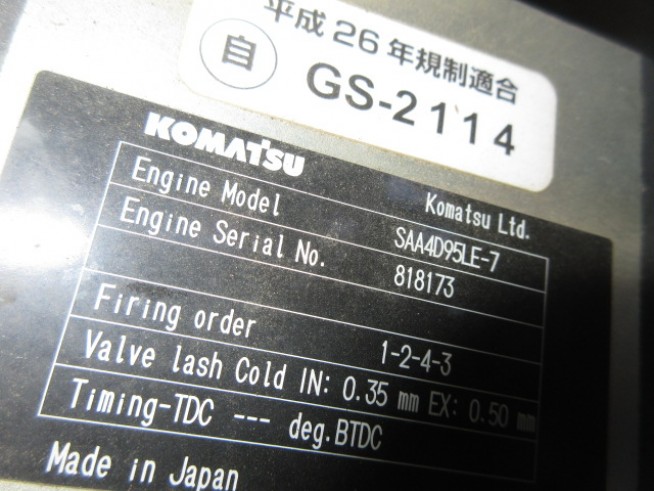 平成26年規制適合
自
GS-2114
KOMATSU
Komatsu Ltd.
Engine Model SAA4D95LE-7
Engine Serial No. 818173
Firing order 1-2-4-3
Valve lash Cold IN: 0.35 mm EX: 0.50 mm
Timing-TDC --- deg.BTDC
Made in Japan